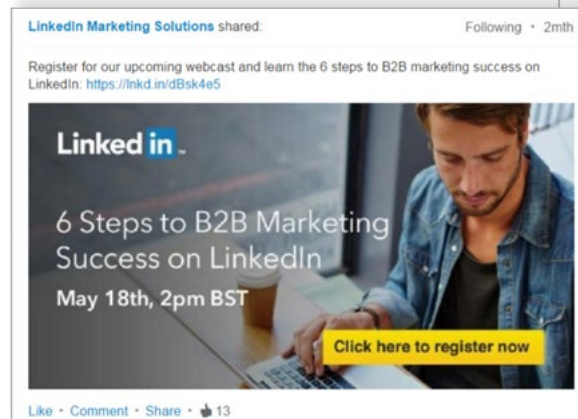 LinkedIn Marketing Solutions shared: Following · 2mth
Register for our upcoming webcast and learn the 6 steps to B2B marketing success on
LinkedIn: https://lnkd.in/dBsk4e5
Linked in ™
6 Steps to B2B Marketing
Success on LinkedIn
May 18th, 2pm BST
Click here to register now
Like · Comment · Share · 13